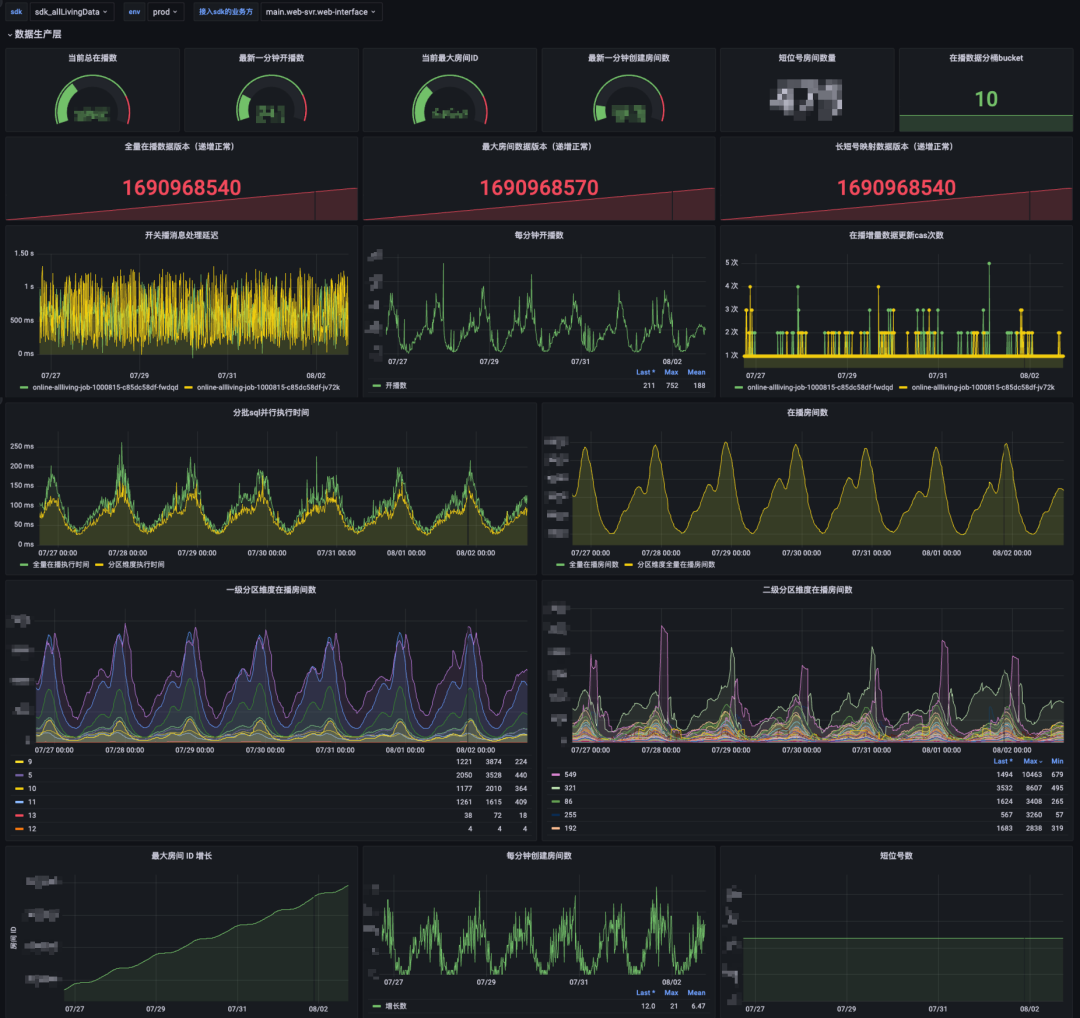 sdk sdk_allLivingData env prod 接入sdk的业务方 main.web-svr.web-interface
数据生产层
当前总在播数 最新一分钟开播数 当前最大房间ID 最新一分钟创建房间数 短位号房间数量 在播数据分桶bucket
10
全量在播数据版本（递增正常） 最大房间数据版本（递增正常） 长短号映射数据版本（递增正常）
1690968540 1690968570 1690968540
开关播消息处理延迟
1.50 s
1 s
500 ms
0 ms
07/27 07/29 07/31 08/02
online-allliving-job-1000815-c85dc58df-fwdqd online-allliving-job-1000815-c85dc58df-jv72k
每分钟开播数
07/27 07/29 07/31 08/02
Last * Max Mean
开播数 211 752 188
在播增量数据更新cas次数
5 次
4 次
3 次
2 次
1 次
07/27 07/29 07/31 08/02
online-allliving-job-1000815-c85dc58df-fwdqd online-allliving-job-1000815-c85dc58df-jv72k
分批sql并行执行时间
250 ms
200 ms
150 ms
100 ms
50 ms
0 ms
07/27 00:00 07/28 00:00 07/29 00:00 07/30 00:00 07/31 00:00 08/01 00:00 08/02 00:00
全量在播执行时间 分区维度执行时间
在播房间数
07/27 00:00 07/28 00:00 07/29 00:00 07/30 00:00 07/31 00:00 08/01 00:00 08/02 00:00
全量在播房间数 分区维度全量在播房间数
一级分区维度在播房间数
07/27 00:00 07/28 00:00 07/29 00:00 07/30 00:00 07/31 00:00 08/01 00:00 08/02 00:00
9 1221 3874 224
5 2050 3528 440
10 1177 2010 364
11 1261 1615 409
13 38 72 18
12 4 4 4
二级分区维度在播房间数
07/27 00:00 07/28 00:00 07/29 00:00 07/30 00:00 07/31 00:00 08/01 00:00 08/02 00:00
Last * Max Min
549 1494 10463 679
321 3532 8607 495
86 1624 3408 265
255 567 3260 57
192 1683 2838 319
最大房间 ID 增长
房间 ID
07/27 07/29 07/31 08/02
每分钟创建房间数
07/27 07/29 07/31 08/02
Last * Max Mean
增长数 12.0 21 6.47
短位号数
07/27 07/29 07/31 08/02